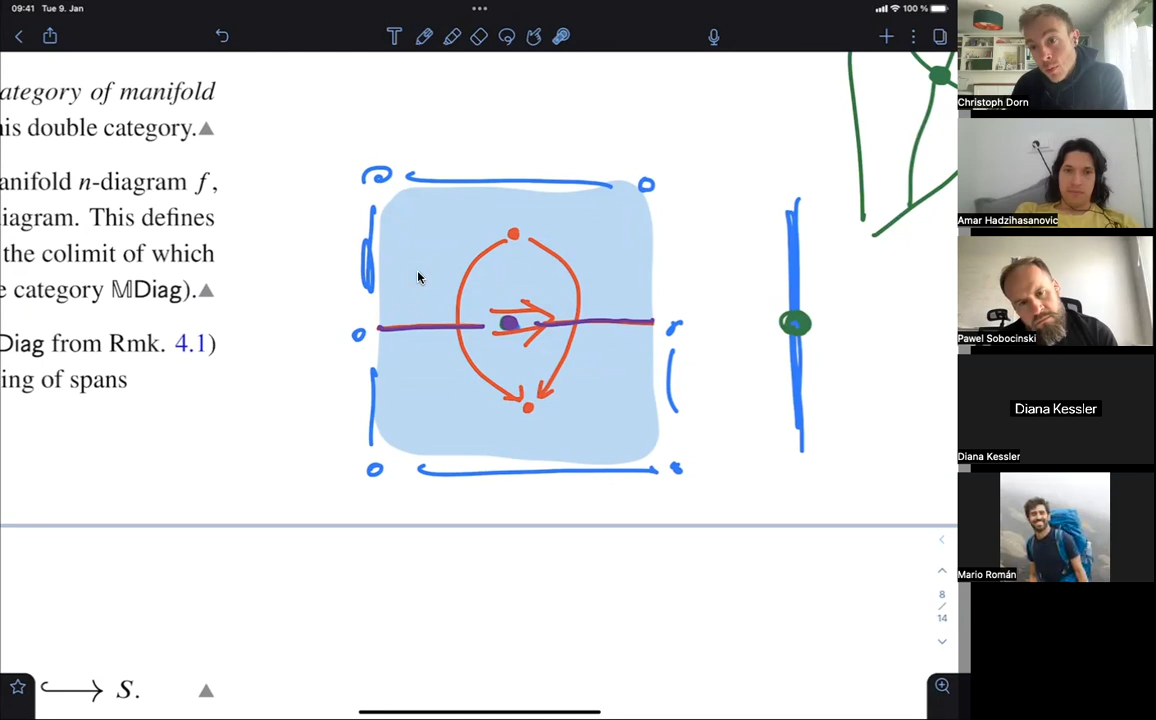 09:41 Tue 9. Jan
100 %
ategory of manifold
his double category.▲
anifold n-diagram f,
iagram. This defines
the colimit of which
e category 𝕄Diag).▲
Diag from Rmk. 4.1)
ing of spans
↪ S. ▲
8
/
14
Christoph Dorn
Amar Hadzihasanovic
Pawel Sobocinski
Diana Kessler
Diana Kessler
Mario Román